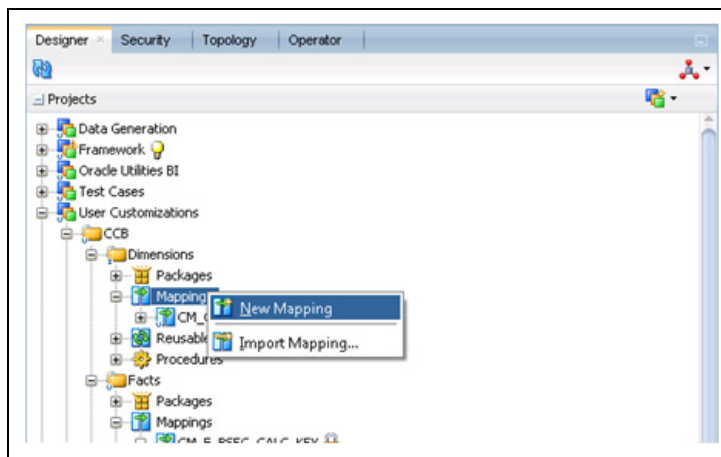 Designer Security Topology Operator
Projects
Data Generation
Framework
Oracle Utilities BI
Test Cases
User Customizations
CCB
Dimensions
Packages
Mapping
New Mapping
CM_
Reusable
Import Mapping...
Procedures
Facts
Packages
Mappings